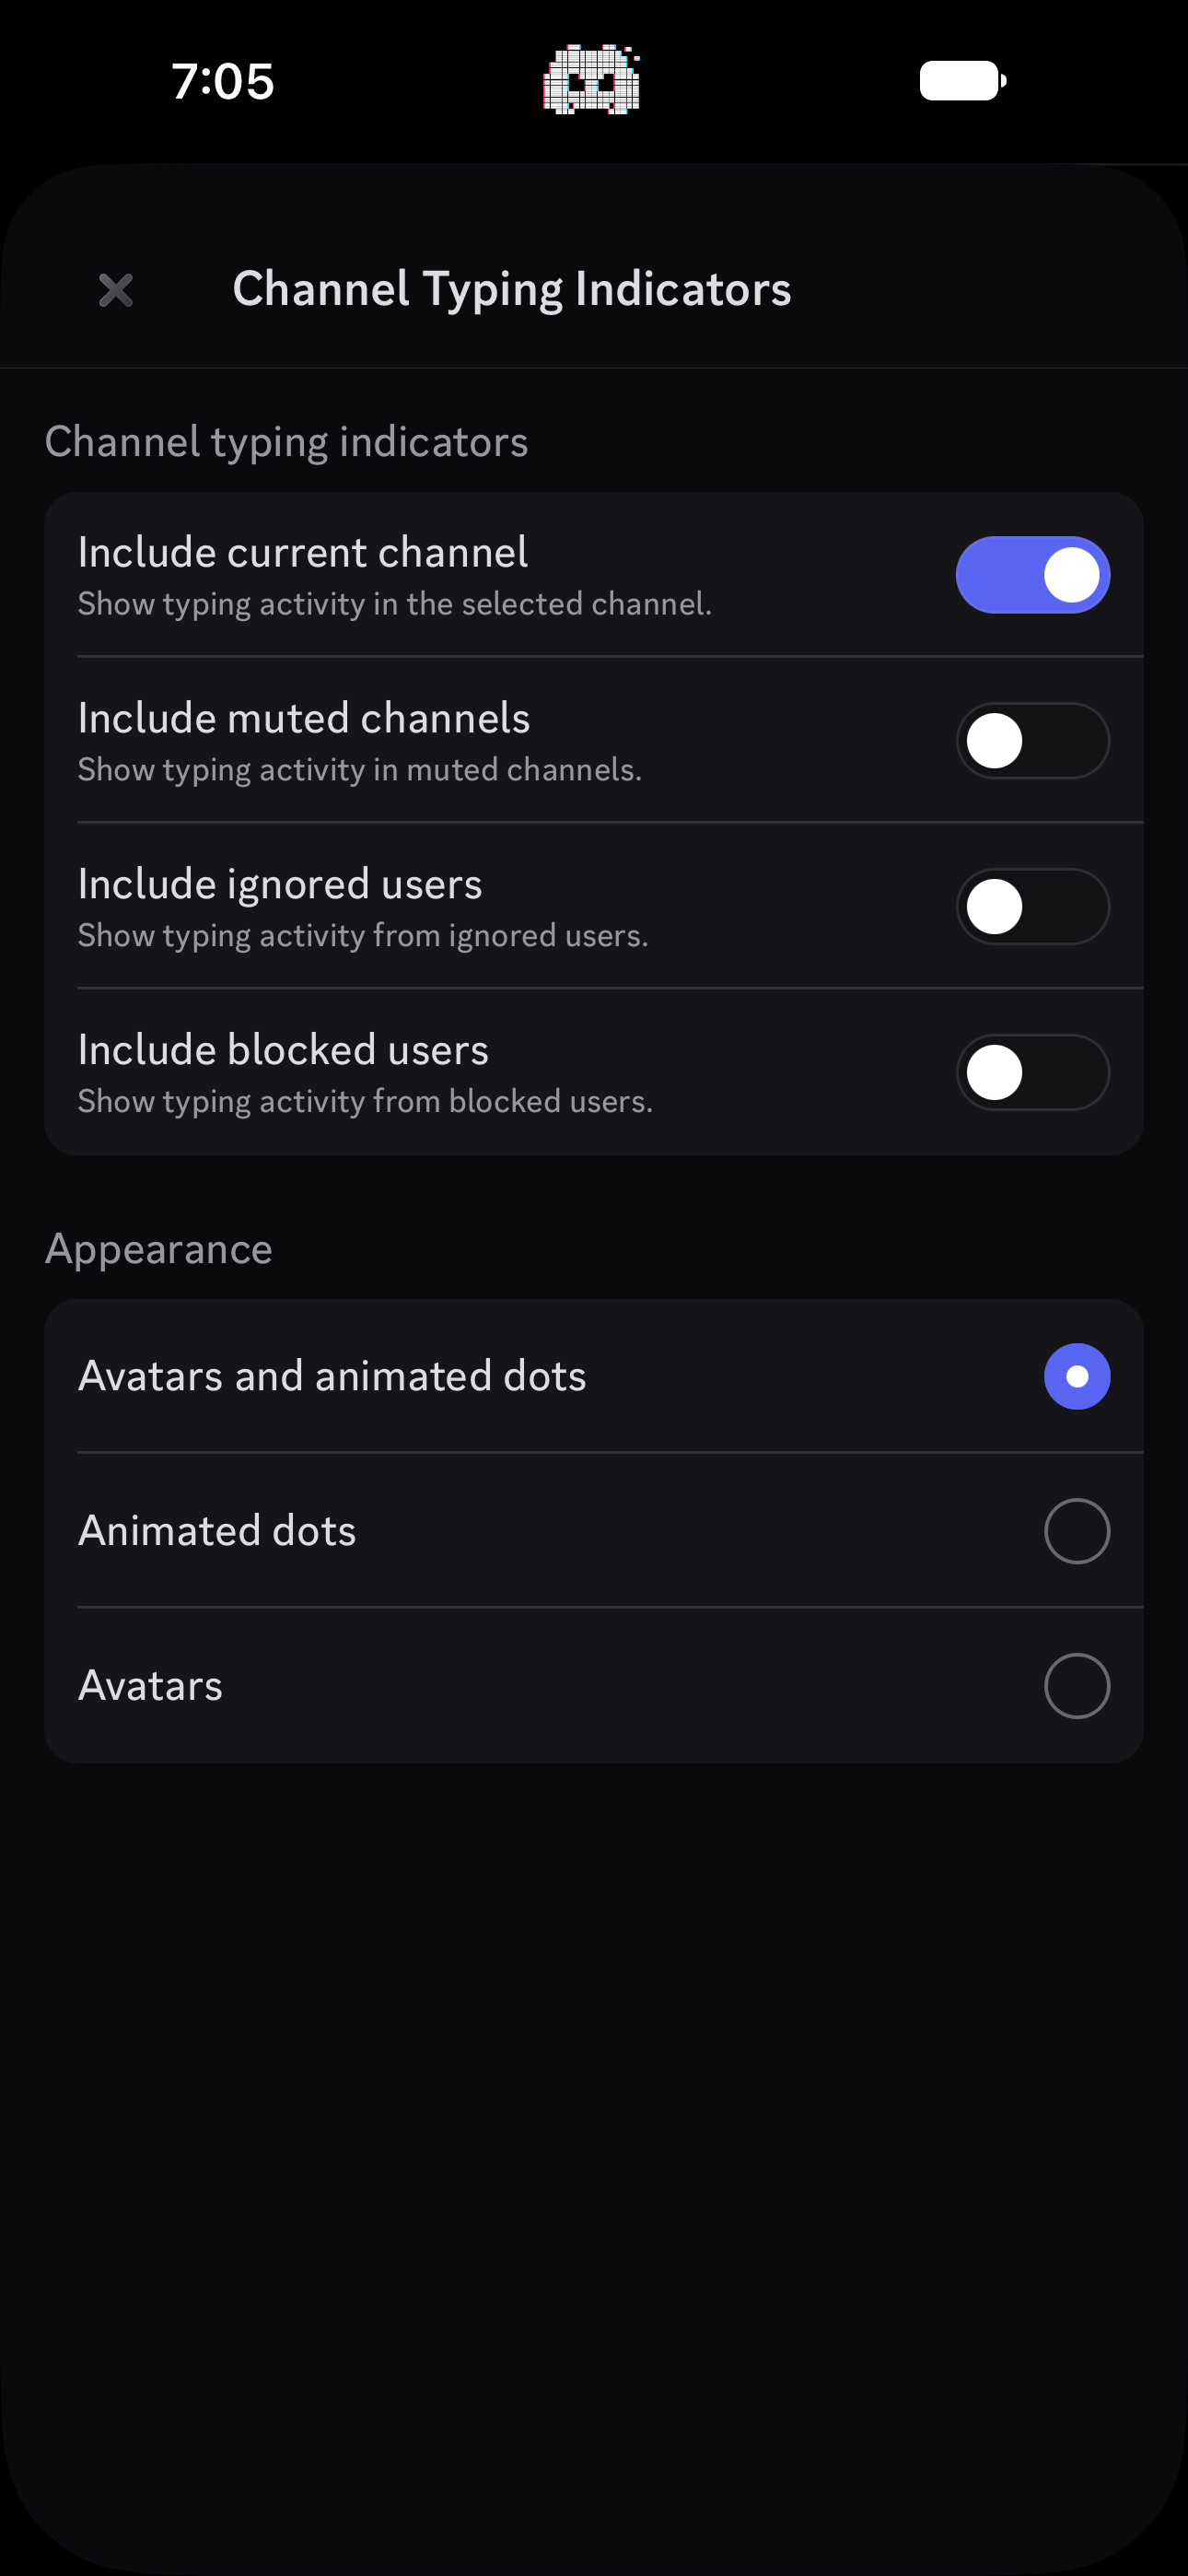 7:05
Channel Typing Indicators
Channel typing indicators
Include current channel
Show typing activity in the selected channel.
Include muted channels
Show typing activity in muted channels.
Include ignored users
Show typing activity from ignored users.
Include blocked users
Show typing activity from blocked users.
Appearance
Avatars and animated dots
Animated dots
Avatars